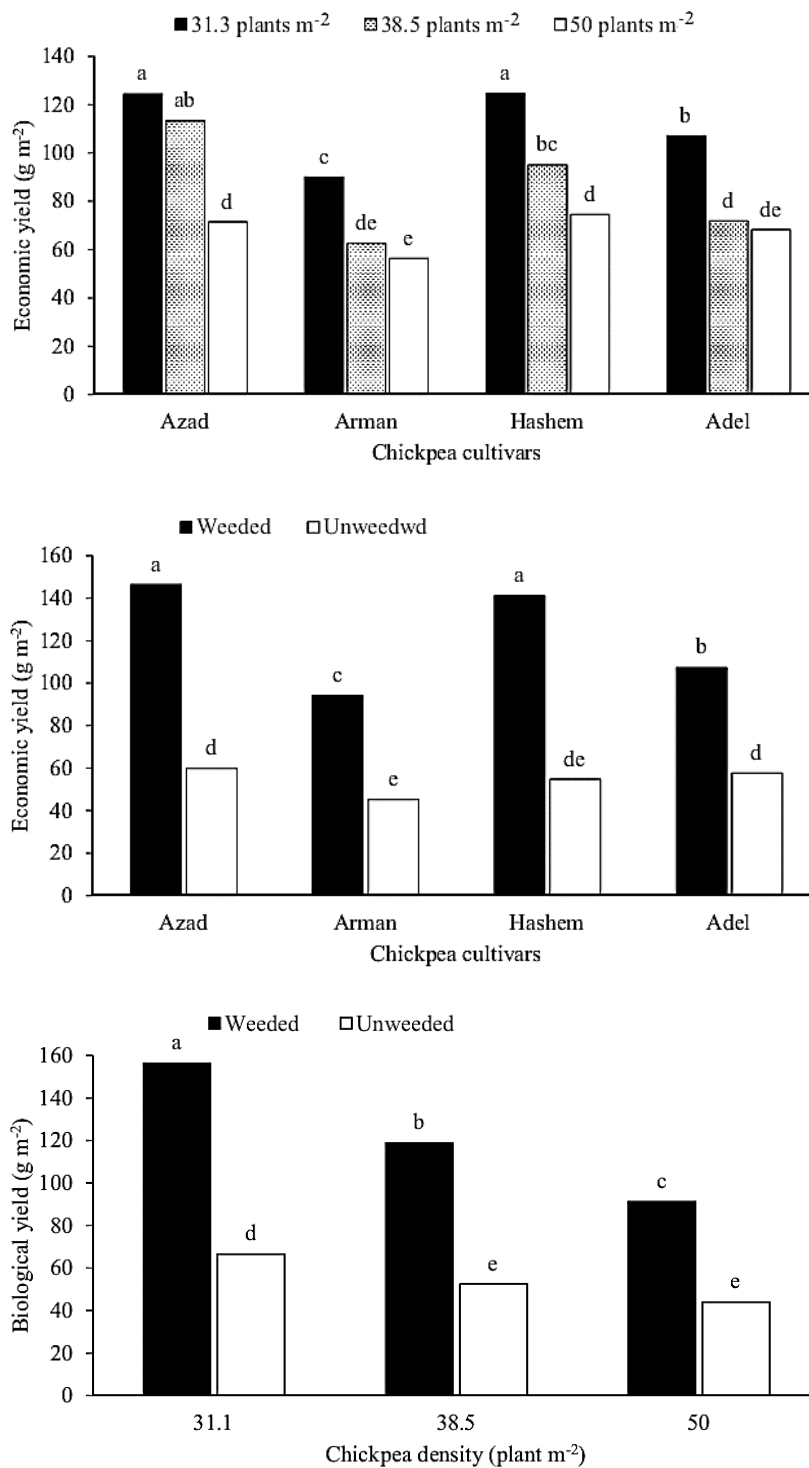 31.3 plants m-2 38.5 plants m-2 50 plants m-2
Economic yield (g m-2)
140
120
100
80
60
40
20
0
a ab d c de e a bc d b d de
Azad Arman Hashem Adel
Chickpea cultivars
Weeded Unweedwd
Economic yield (g m-2)
160
140
120
100
80
60
40
20
0
a d c e a de b d
Azad Arman Hashem Adel
Chickpea cultivars
Weeded Unweeded
Biological yield (g m-2)
160
140
120
100
80
60
40
20
0
a d b e c e
31.1 38.5 50
Chickpea density (plant m-2)